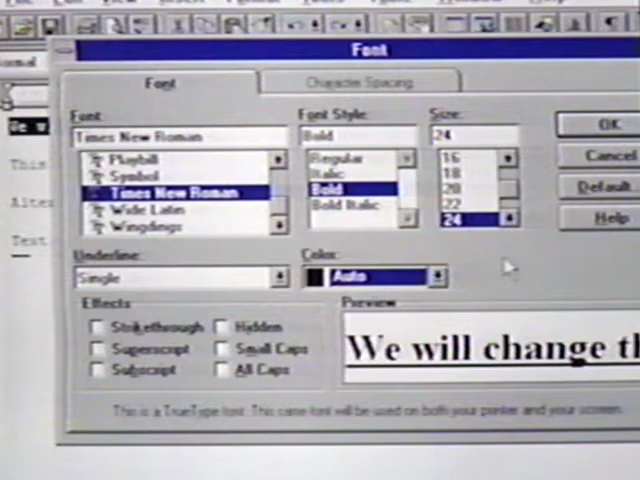 Font
Font Character Spacing
Font: Font Style: Size:
Times New Roman Bold 24 OK
Playbill Regular 16 Cancel
Symbol Italic 18
Times New Roman Bold 20 Default
Wide Latin Bold Italic 22
Wingdings 24 Help
Underline: Color:
Single Auto
Effects Preview
Strikethrough Hidden
Superscript Small Caps
Subscript All Caps
We will change th
This is a TrueType font. This same font will be used on both your printer and your screen.
This
Text